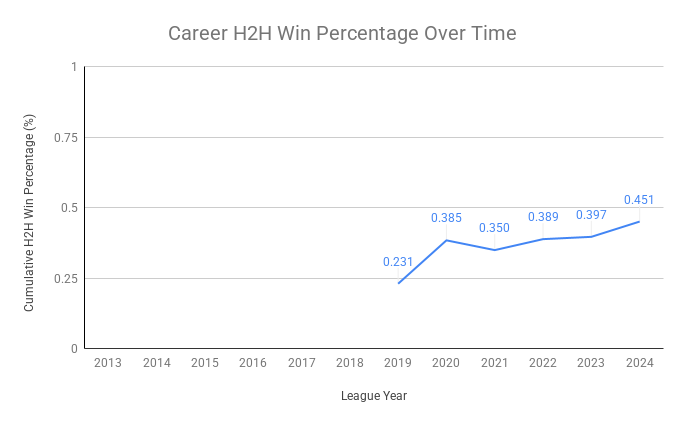 Career H2H Win Percentage Over Time
Cumulative H2H Win Percentage (%)
1
0.75
0.5
0.25
0
0.231
0.385
0.350
0.389
0.397
0.451
2013 2014 2015 2016 2017 2018 2019 2020 2021 2022 2023 2024
League Year